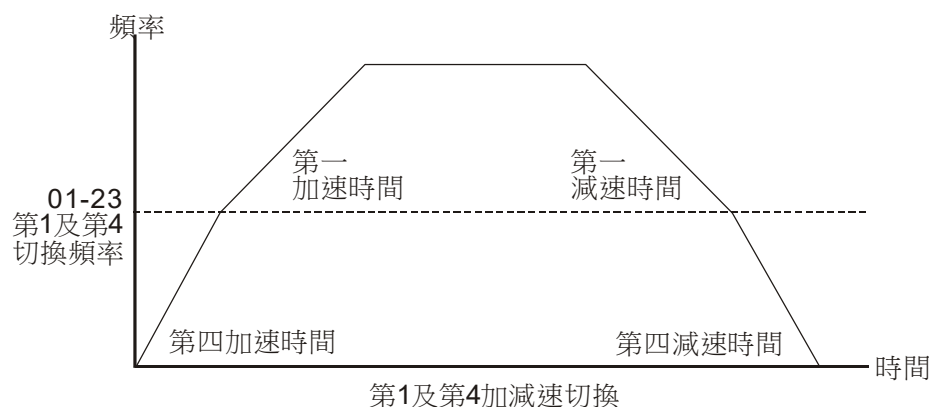 頻率
第一
加速時間
第一
減速時間
01-23
第1及第4
切換頻率
第四加速時間
第四減速時間
時間
第1及第4加減速切換